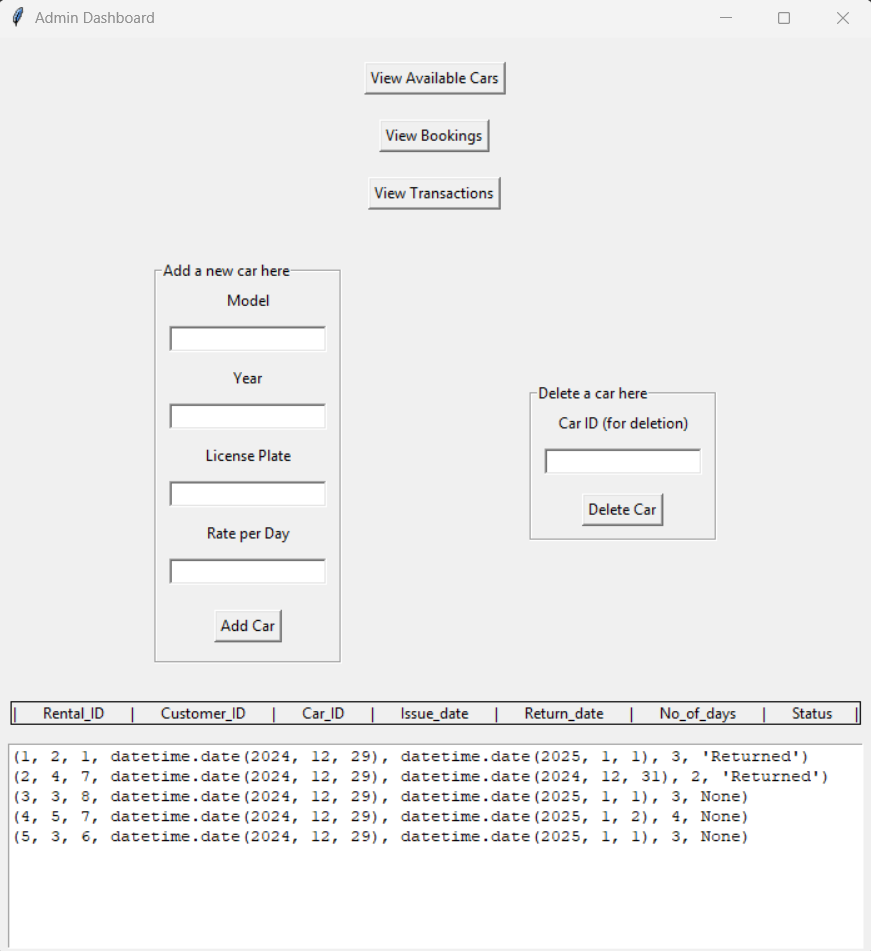 Admin Dashboard
View Available Cars
View Bookings
View Transactions
Add a new car here
Model
Year
License Plate
Rate per Day
Add Car
Delete a car here
Car ID (for deletion)
Delete Car
| Rental_ID | Customer_ID | Car_ID | Issue_date | Return_date | No_of_days | Status |
(1, 2, 1, datetime.date(2024, 12, 29), datetime.date(2025, 1, 1), 3, 'Returned')
(2, 4, 7, datetime.date(2024, 12, 29), datetime.date(2024, 12, 31), 2, 'Returned')
(3, 3, 8, datetime.date(2024, 12, 29), datetime.date(2025, 1, 1), 3, None)
(4, 5, 7, datetime.date(2024, 12, 29), datetime.date(2025, 1, 2), 4, None)
(5, 3, 6, datetime.date(2024, 12, 29), datetime.date(2025, 1, 1), 3, None)